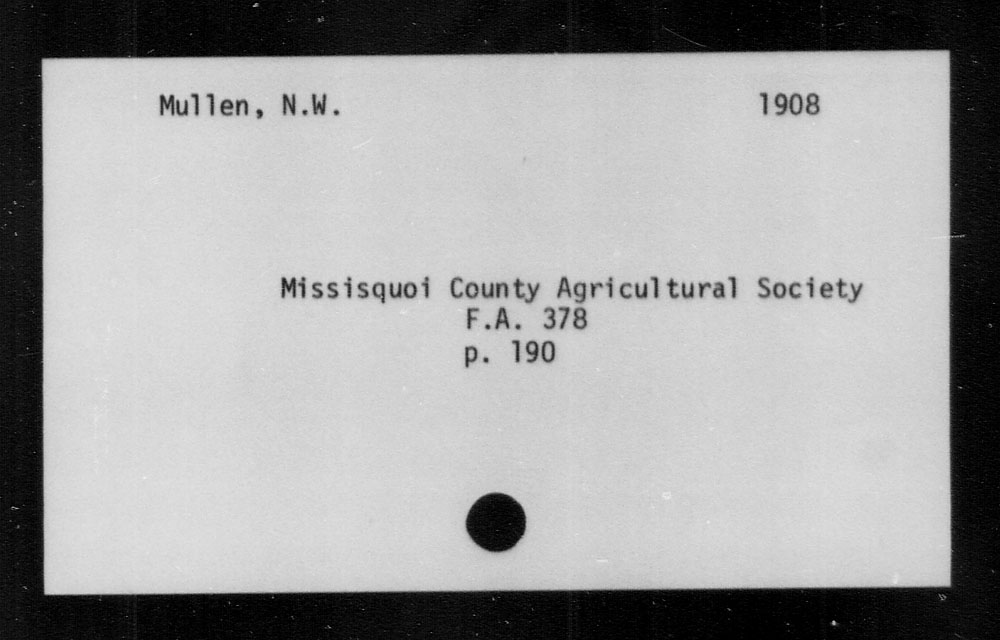 Mullen, N.W. 1908
Missisquoi County Agricultural Society
F.A. 378
p. 190